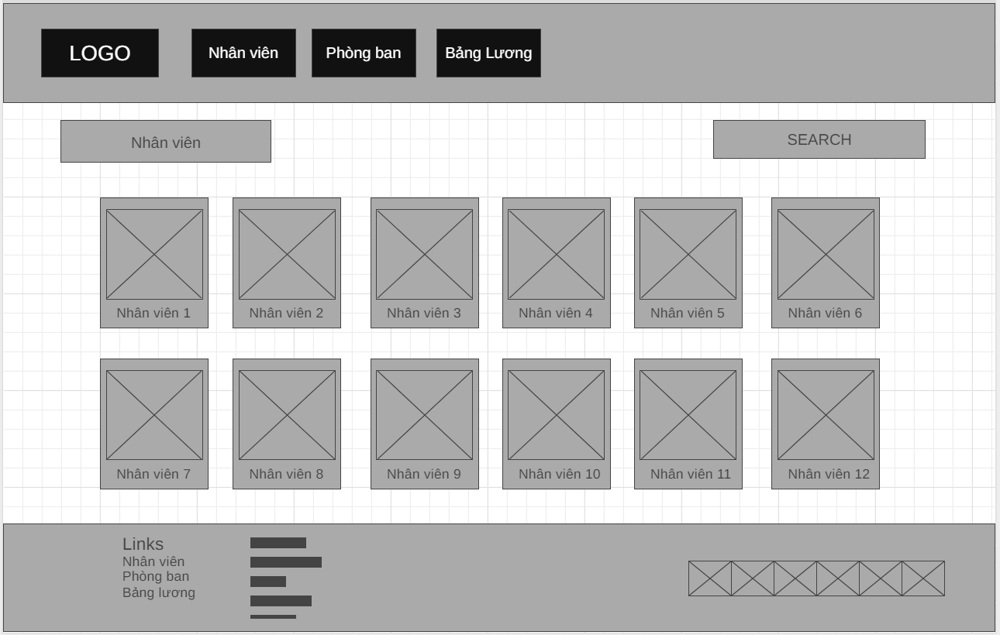 LOGO
Nhân viên
Phòng ban
Bảng Lương
Nhân viên
SEARCH
Nhân viên 1
Nhân viên 2
Nhân viên 3
Nhân viên 4
Nhân viên 5
Nhân viên 6
Nhân viên 7
Nhân viên 8
Nhân viên 9
Nhân viên 10
Nhân viên 11
Nhân viên 12
Links
Nhân viên
Phòng ban
Bảng lương